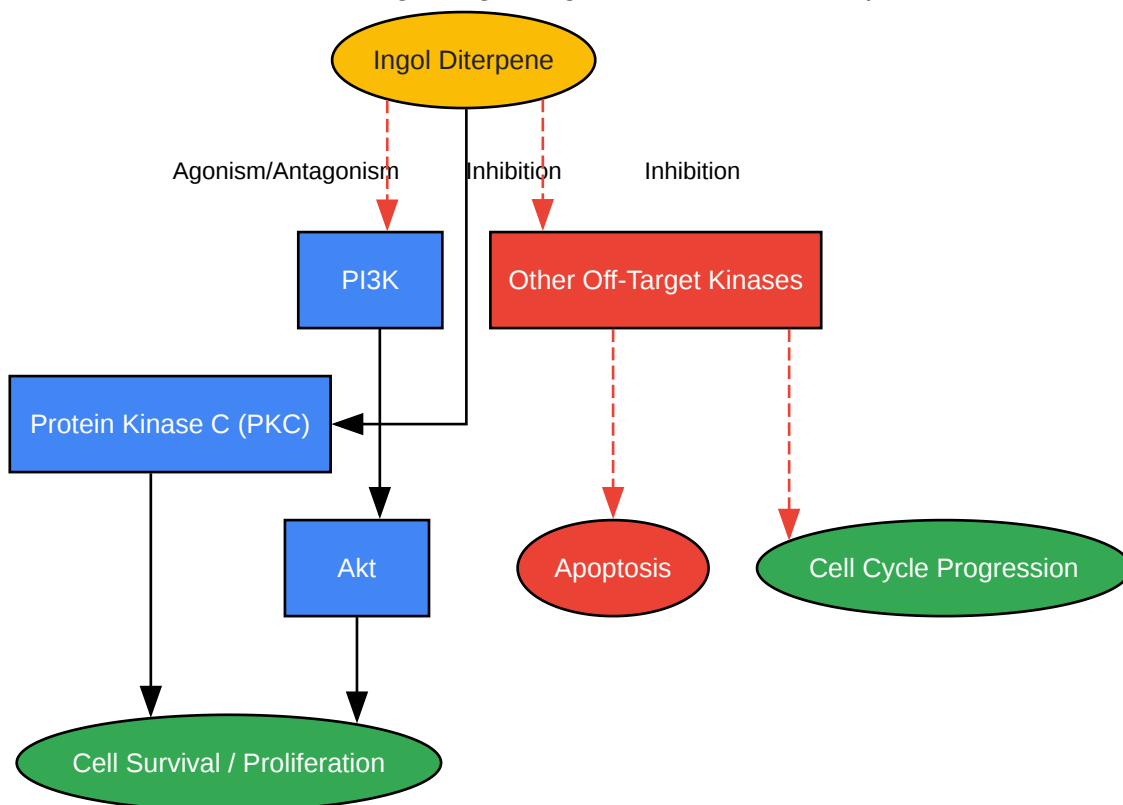 Ingol Diterpene
Agonism/Antagonism
Inhibition
Inhibition
PI3K
Other Off-Target Kinases
Protein Kinase C (PKC)
Akt
Apoptosis
Cell Cycle Progression
Cell Survival / Proliferation